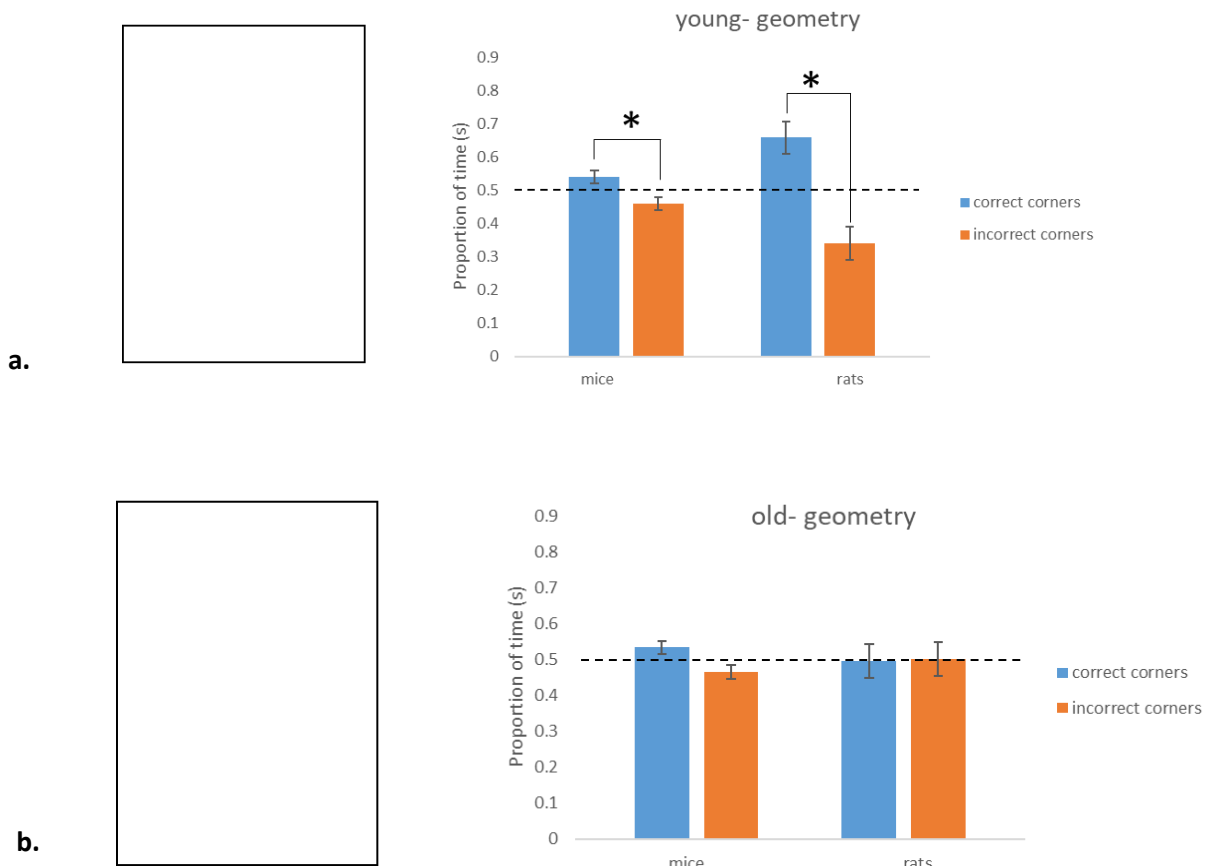 young- geometry
0.9
0.8
0.7
0.6
0.5
0.4
0.3
0.2
0.1
0
Proportion of time (s)
*
*
mice
rats
correct corners
incorrect corners
a.
old- geometry
0.9
0.8
0.7
0.6
0.5
0.4
0.3
0.2
0.1
0
Proportion of time (s)
mice
rats
correct corners
incorrect corners
b.